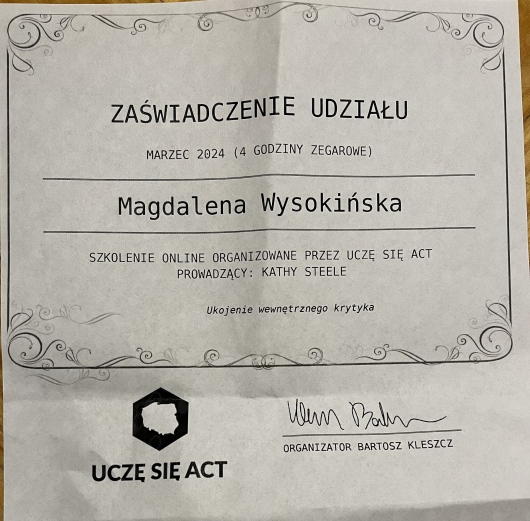 ZAŚWIADCZENIE UDZIAŁU
MARZEC 2024 (4 GODZINY ZEGAROWE)
Magdalena Wysokińska
SZKOLENIE ONLINE ORGANIZOWANE PRZEZ UCZĘ SIĘ ACT
PROWADZĄCY: KATHY STEELE
Ukojenie wewnętrznego krytyka
UCZĘ SIĘ ACT
ORGANIZATOR BARTOSZ KLESZCZ